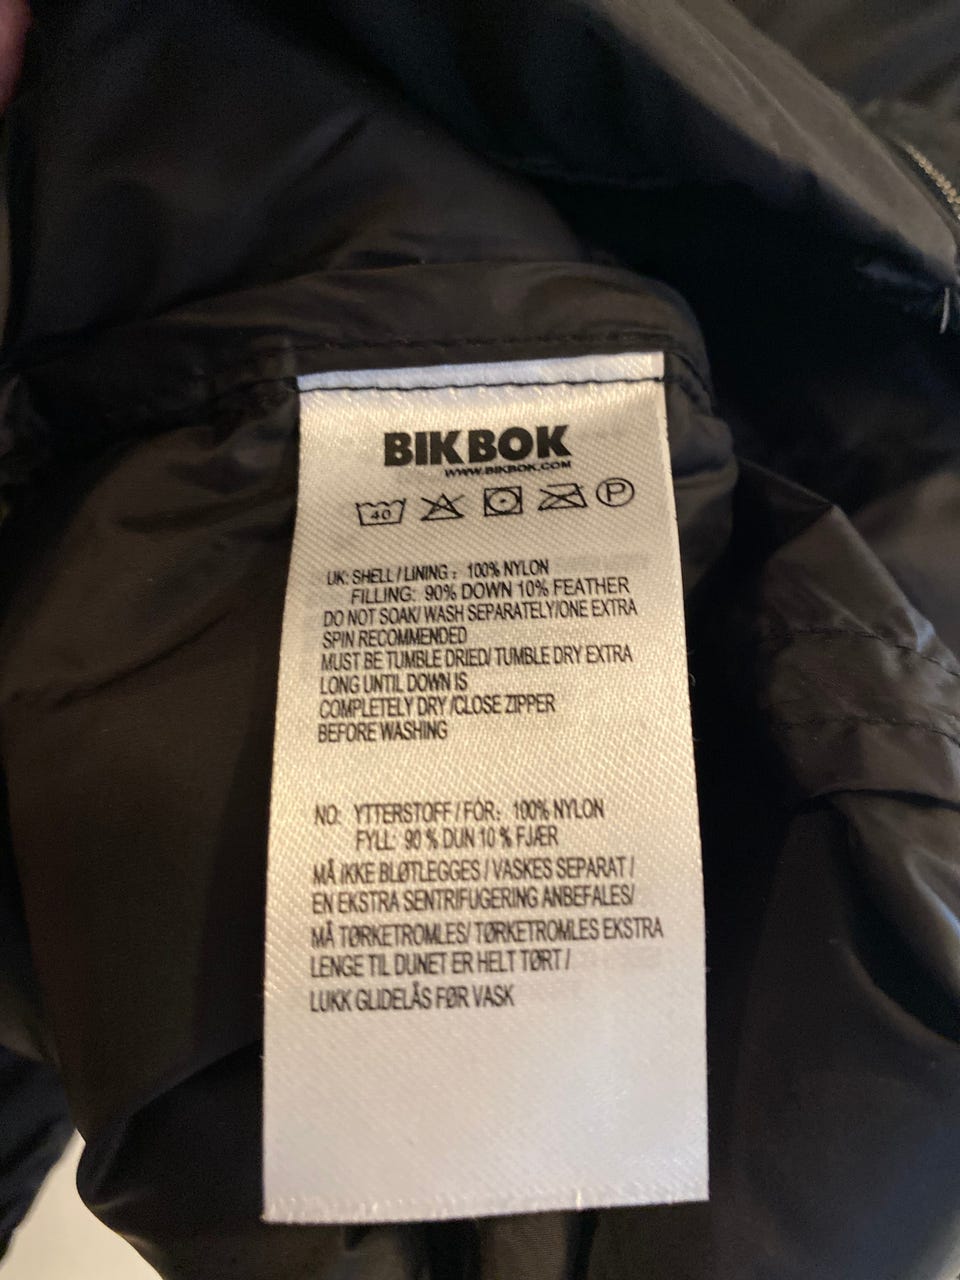 BIKBOK
WWW.BIKBOK.COM
40 P
UK: SHELL / LINING : 100% NYLON
FILLING: 90% DOWN 10% FEATHER
DO NOT SOAK/ WASH SEPARATELY/ONE EXTRA
SPIN RECOMMENDED
MUST BE TUMBLE DRIED/ TUMBLE DRY EXTRA
LONG UNTIL DOWN IS
COMPLETELY DRY /CLOSE ZIPPER
BEFORE WASHING
NO: YTTERSTOFF / FÓR: 100% NYLON
FYLL: 90 % DUN 10 % FJÆR
MÅ IKKE BLØTLEGGES / VASKES SEPARAT /
EN EKSTRA SENTRIFUGERING ANBEFALES/
MÅ TØRKETROMLES/ TØRKETROMLES EKSTRA
LENGE TIL DUNET ER HELT TØRT /
LUKK GLIDELÅS FØR VASK